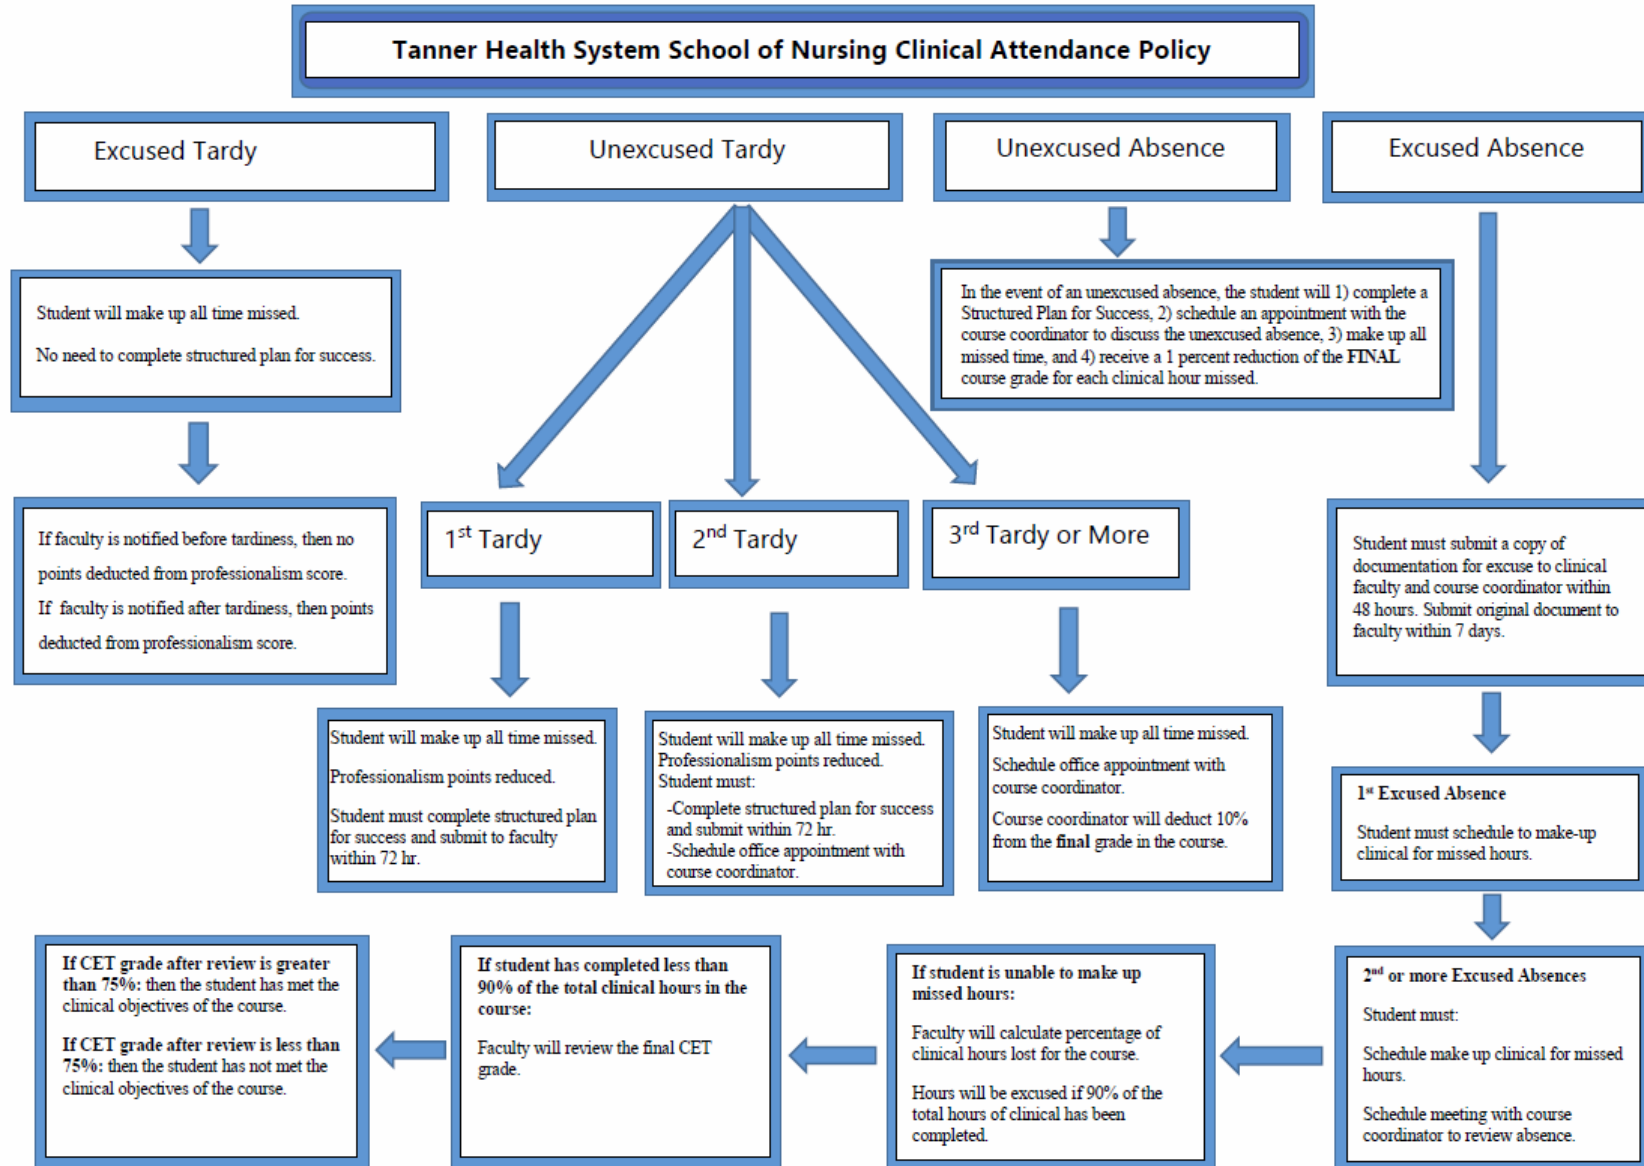 Tanner Health System School of Nursing Clinical Attendance Policy
Excused Tardy
Unexcused Tardy
Unexcused Absence
Excused Absence
Student will make up all time missed.
No need to complete structured plan for success.
In the event of an unexcused absence, the student will 1) complete a
Structured Plan for Success, 2) schedule an appointment with the
course coordinator to discuss the unexcused absence, 3) make up all
missed time, and 4) receive a 1 percent reduction of the FINAL
course grade for each clinical hour missed.
If faculty is notified before tardiness, then no
points deducted from professionalism score.
If faculty is notified after tardiness, then points
deducted from professionalism score.
1st Tardy
2nd Tardy
3rd Tardy or More
Student must submit a copy of
documentation for excuse to clinical
faculty and course coordinator within
48 hours. Submit original document to
faculty within 7 days.
Student will make up all time missed.
Professionalism points reduced.
Student must complete structured plan
for success and submit to faculty
within 72 hr.
Student will make up all time missed.
Professionalism points reduced.
Student must:
-Complete structured plan for success
and submit within 72 hr.
-Schedule office appointment with
course coordinator.
Student will make up all time missed.
Schedule office appointment with
course coordinator.
Course coordinator will deduct 10%
from the final grade in the course.
1st Excused Absence
Student must schedule to make-up
clinical for missed hours.
2nd or more Excused Absences
Student must:
Schedule make up clinical for missed
hours.
Schedule meeting with course
coordinator to review absence.
If student is unable to make up
missed hours:
Faculty will calculate percentage of
clinical hours lost for the course.
Hours will be excused if 90% of the
total hours of clinical has been
completed.
If student has completed less than
90% of the total clinical hours in the
course:
Faculty will review the final CET
grade.
If CET grade after review is greater
than 75%: then the student has met the
clinical objectives of the course.
If CET grade after review is less than
75%: then the student has not met the
clinical objectives of the course.